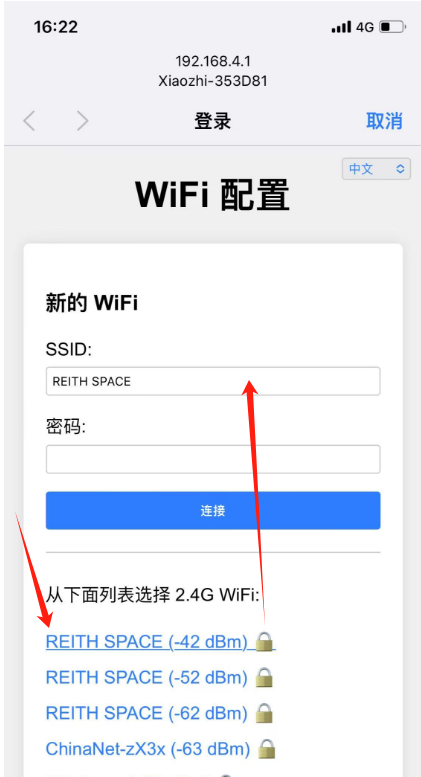 16:22
4G
192.168.4.1
Xiaozhi-353D81
登录
取消
中文
WiFi 配置
新的 WiFi
SSID:
REITH SPACE
密码:
连接
从下面列表选择 2.4G WiFi:
REITH SPACE (-42 dBm)
REITH SPACE (-52 dBm)
REITH SPACE (-62 dBm)
ChinaNet-zX3x (-63 dBm)